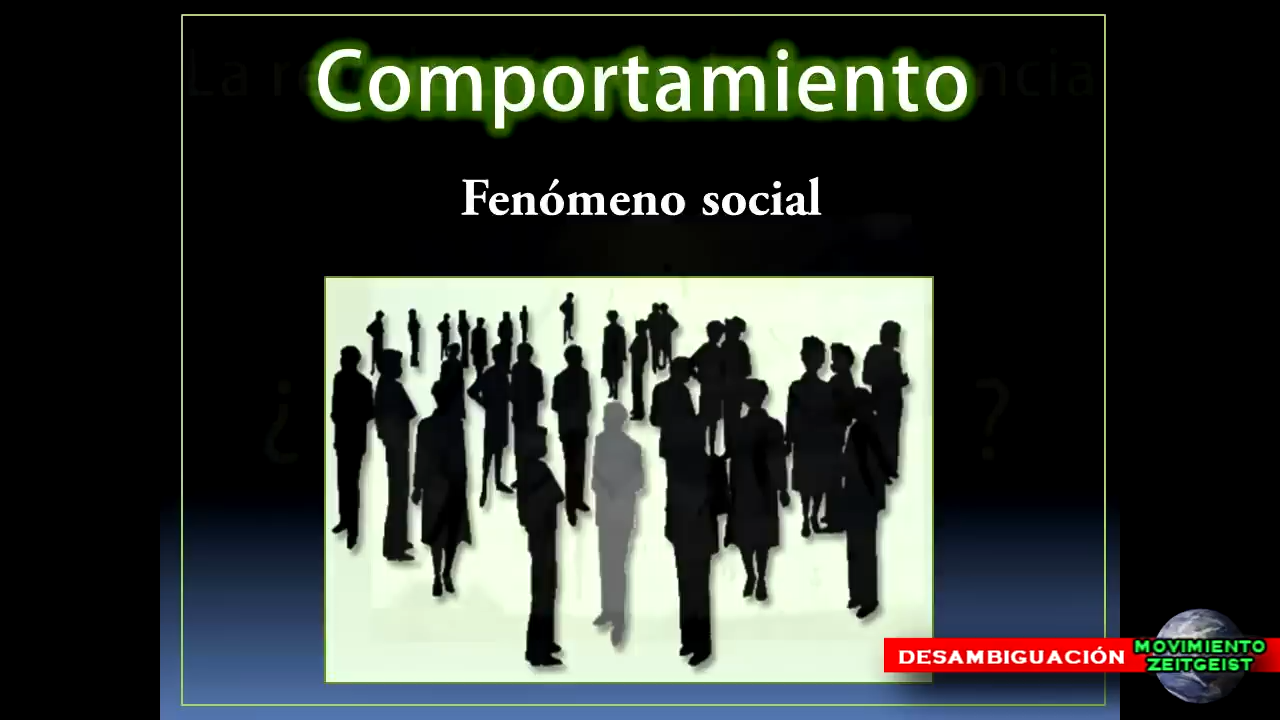 Comportamiento
Fenómeno social
¿ ?
DESAMBIGUACIÓN
MOVIMIENTO
ZEITGEIST